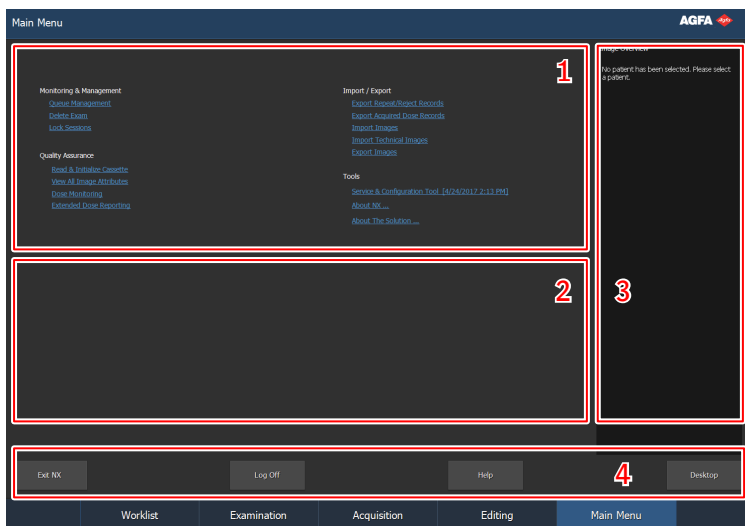 Main Menu
AGFA
1
Image Overview
No patient has been selected. Please select
a patient.
Monitoring & Management
Queue Management
Delete Exam
Lock Sessions
Quality Assurance
Read & Initialize Cassette
View All Image Attributes
Dose Monitoring
Extended Dose Reporting
Import / Export
Export Repeat/Reject Records
Export Acquired Dose Records
Import Images
Import Technical Images
Export Images
Tools
Service & Configuration Tool [4/24/2017 2:13 PM]
About NX ...
About The Solution ...
2
3
Exit NX
Log Off
Help
4
Desktop
Worklist
Examination
Acquisition
Editing
Main Menu